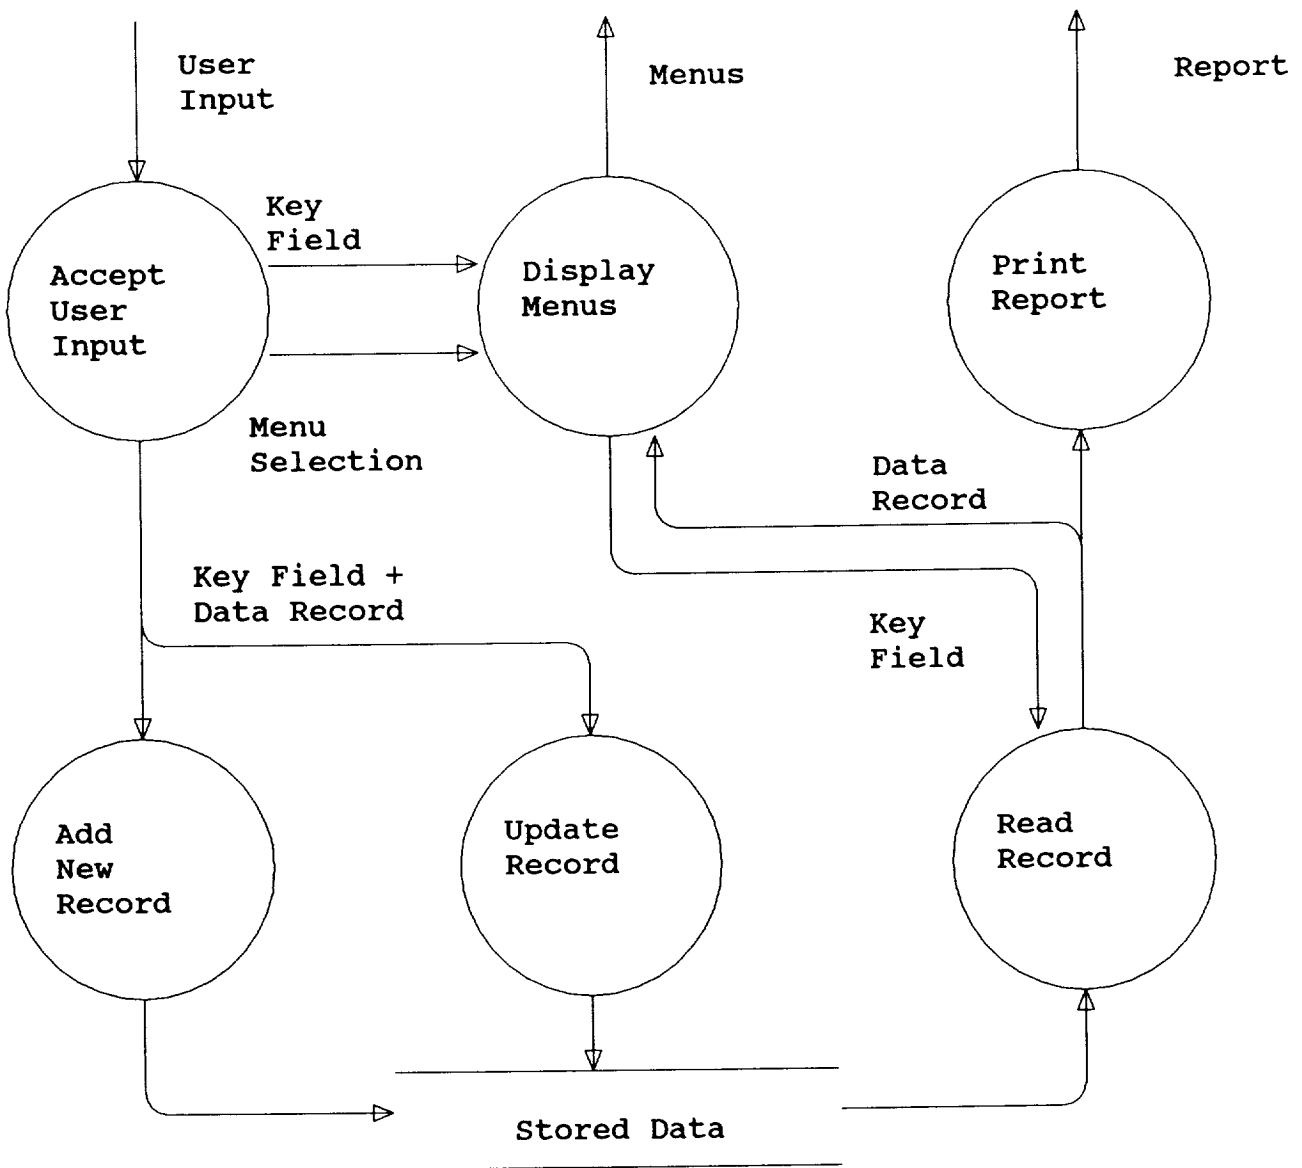 User
Input
Menus
Report
Key
Field
Accept
User
Input
Display
Menus
Print
Report
Menu
Selection
Data
Record
Key Field +
Data Record
Key
Field
Add
New
Record
Update
Record
Read
Record
Stored Data